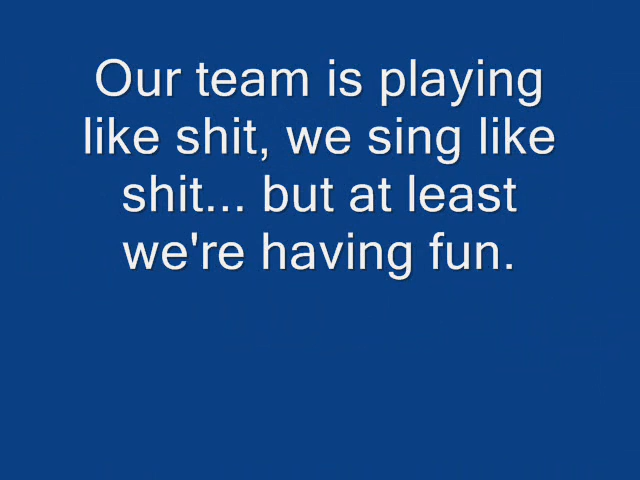 Our team is playing
like shit, we sing like
shit... but at least
we're having fun.